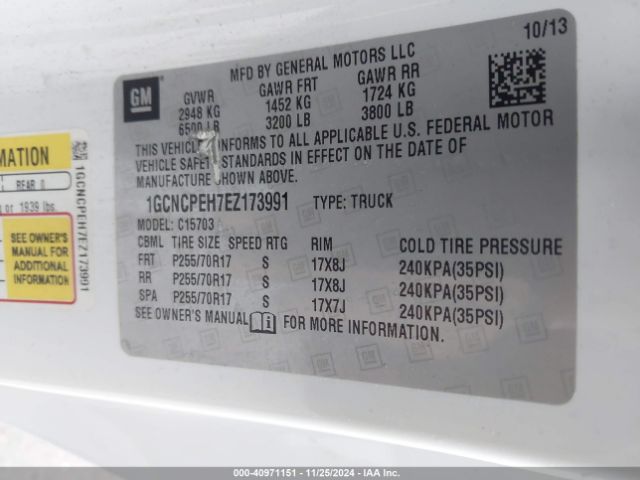 10/13
GM
MFD BY GENERAL MOTORS LLC
GVWR GAWR FRT GAWR RR
2948 KG 1452 KG 1724 KG
6500 LB 3200 LB 3800 LB
THIS VEHICLE CONFORMS TO ALL APPLICABLE U.S. FEDERAL MOTOR
VEHICLE SAFETY STANDARDS IN EFFECT ON THE DATE OF
MANUFACTURE SHOWN ABOVE.
1GCNCPEH7EZ173991 TYPE: TRUCK
MODEL: C15703
CBML TIRE SIZE SPEED RTG RIM COLD TIRE PRESSURE
FRT P255/70R17 S 17X8J 240KPA(35PSI)
RR P255/70R17 S 17X8J 240KPA(35PSI)
SPA P255/70R17 S 17X7J 240KPA(35PSI)
SEE OWNER'S MANUAL i FOR MORE INFORMATION.
MATION
REAR 0
or 1939 lbs.
SEE OWNER'S
MANUAL FOR
ADDITIONAL
INFORMATION
1GCNCPEH7EZ173991
GM
000-40971151 - 11/25/2024 - IAA, Inc.